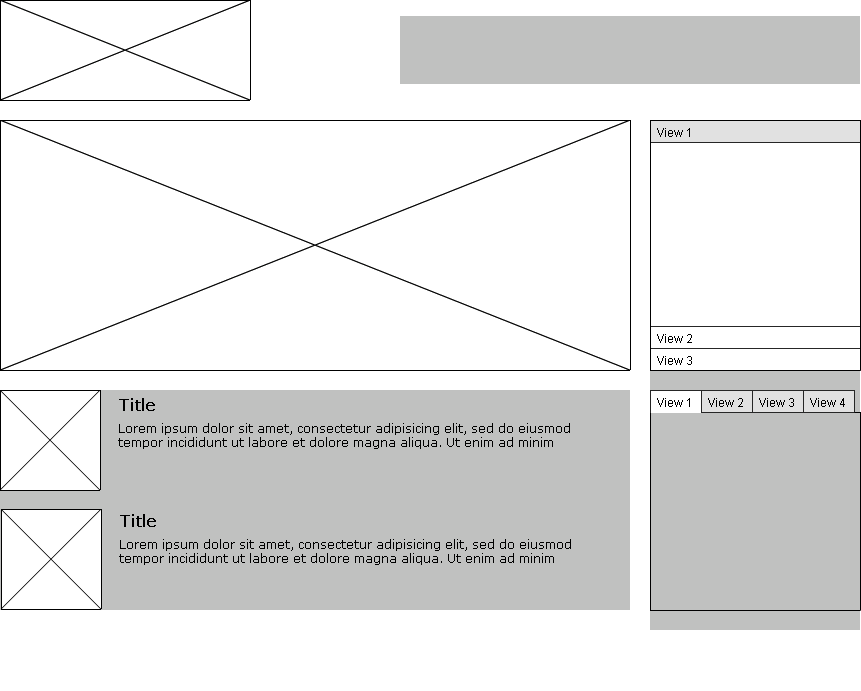 View 1
View 2
View 3
View 1 View 2 View 3 View 4
Title
Lorem ipsum dolor sit amet, consectetur adipisicing elit, sed do eiusmod
tempor incididunt ut labore et dolore magna aliqua. Ut enim ad minim
Title
Lorem ipsum dolor sit amet, consectetur adipisicing elit, sed do eiusmod
tempor incididunt ut labore et dolore magna aliqua. Ut enim ad minim